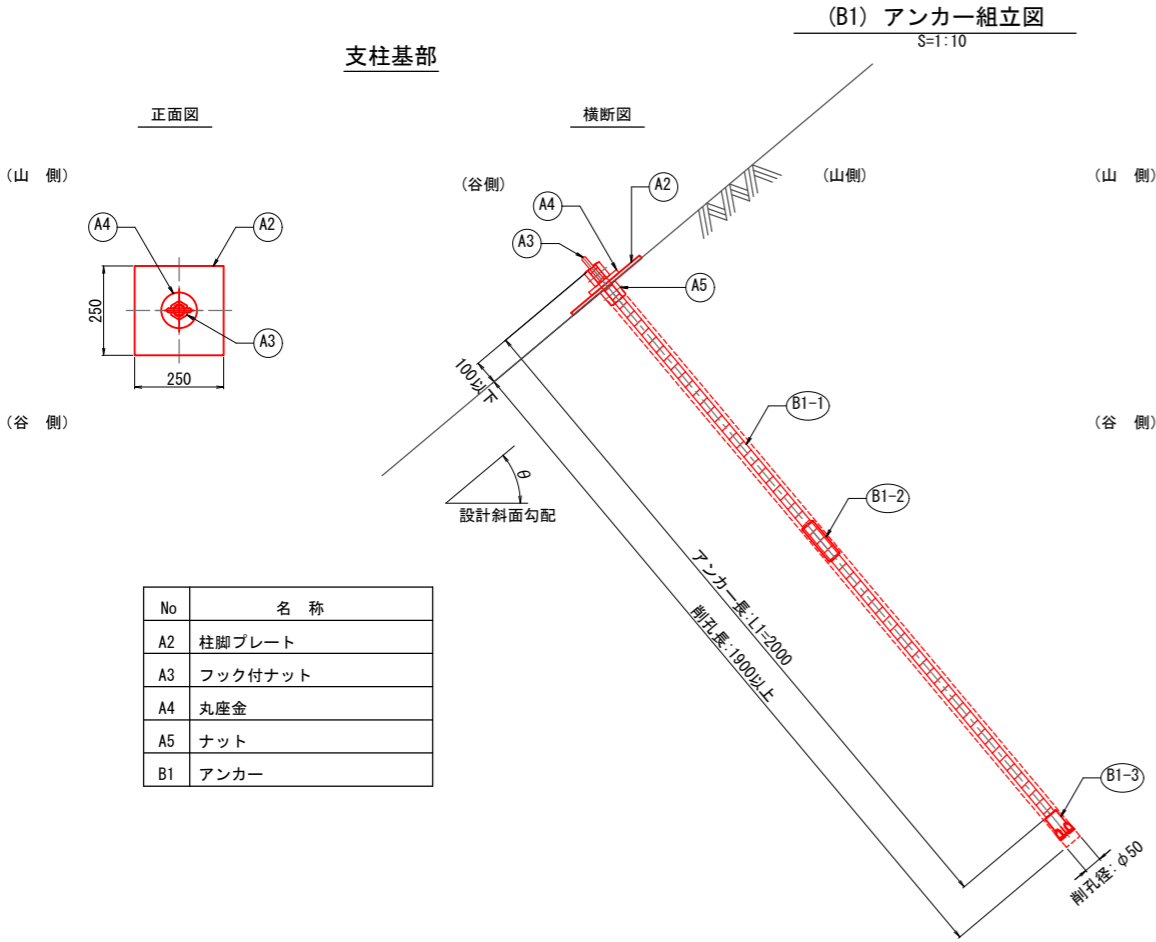 (B1) アンカー組立図
S=1:10
支柱基部
正面図
横断図
(山 側)
(谷側)
(山側)
(山 側)
A4
A2
A3
250
250
A2
A4
A3
A5
100以下
(谷 側)
(谷 側)
B1-1
B1-2
θ
設計斜面勾配
アンカー長:L1=2000
削孔長:1900以上
B1-3
削孔径:φ50
No 名 称
A2 柱脚プレート
A3 フック付ナット
A4 丸座金
A5 ナット
B1 アンカー